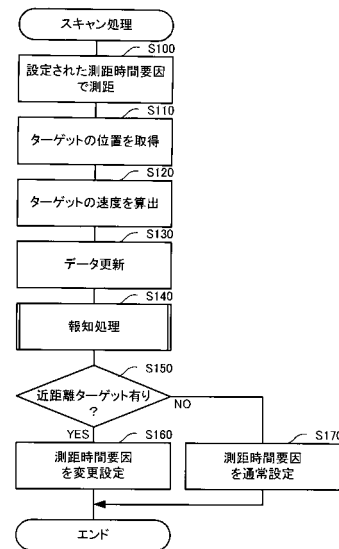 スキャン処理
S100
設定された測距時間要因
で測距
S110
ターゲットの位置を取得
S120
ターゲットの速度を算出
S130
データ更新
S140
報知処理
S150
近距離ターゲット有り
?
NO
YES
S160
測距時間要因
を変更設定
S170
測距時間要因
を通常設定
エンド